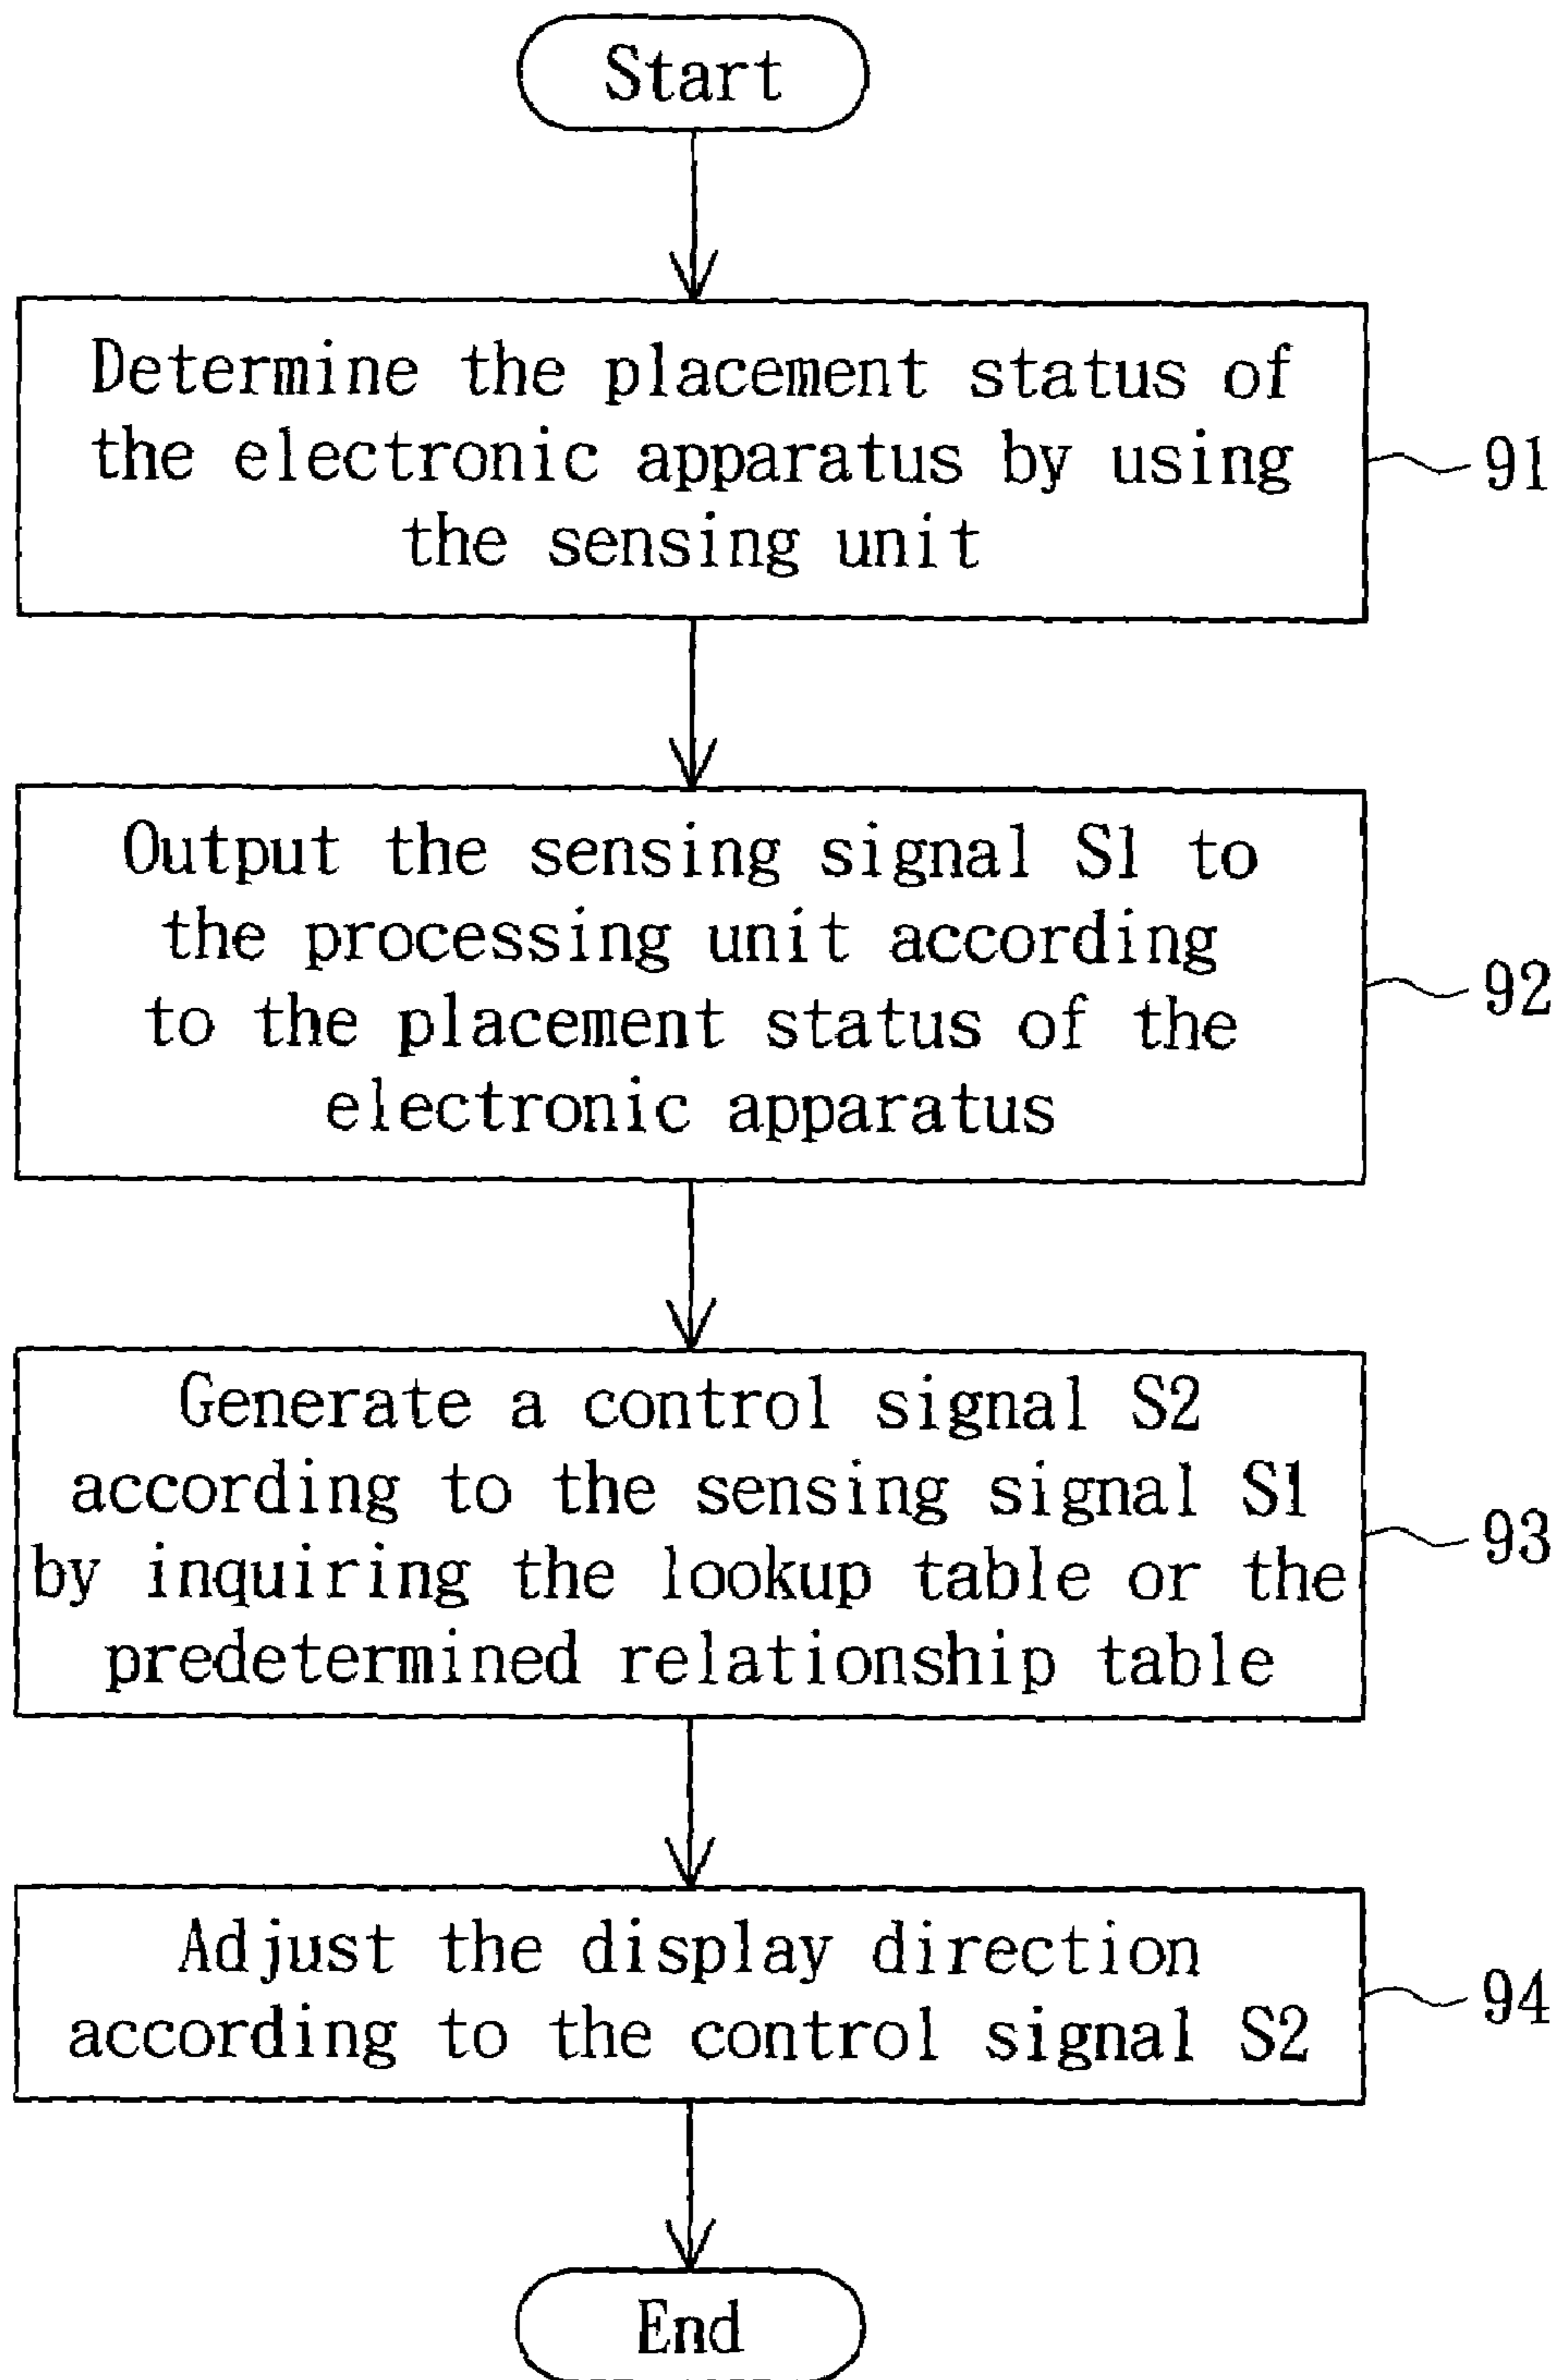 Start
Determine the placement status of
the electronic apparatus by using
the sensing unit
91
Output the sensing signal S1 to
the processing unit according
to the placement status of the
electronic apparatus
92
Generate a control signal S2
according to the sensing signal S1
by inquiring the lookup table or the
predetermined relationship table
93
Adjust the display direction
according to the control signal S2
94
End